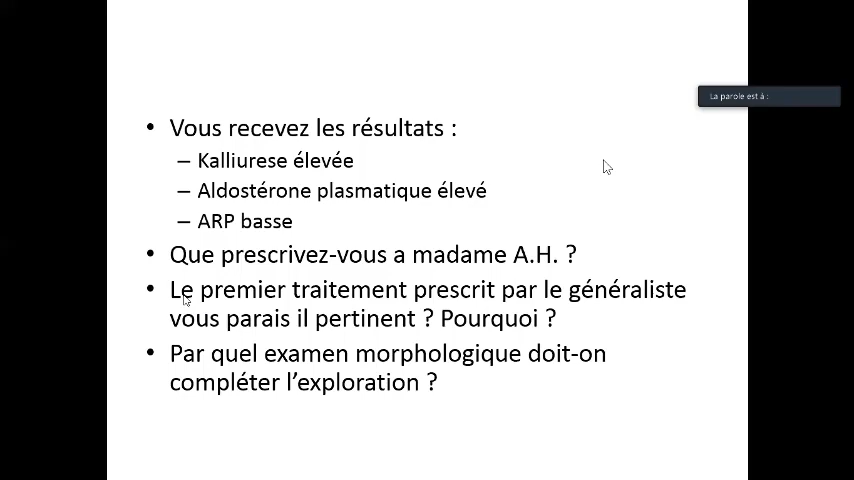 La parole est à :
• Vous recevez les résultats :
– Kalliurese élevée
– Aldostérone plasmatique élevé
– ARP basse
• Que prescrivez-vous a madame A.H. ?
• Le premier traitement prescrit par le généraliste
vous parais il pertinent ? Pourquoi ?
• Par quel examen morphologique doit-on
compléter l’exploration ?